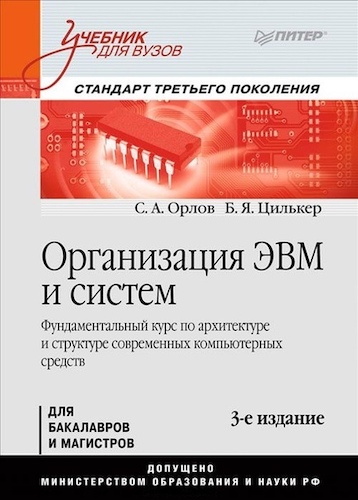 УЧЕБНИК
ДЛЯ ВУЗОВ
ПИТЕР®
СТАНДАРТ ТРЕТЬЕГО ПОКОЛЕНИЯ
С. А. Орлов Б. Я. Цилькер
Организация ЭВМ
и систем
Фундаментальный курс по архитектуре
и структуре современных компьютерных
средств
ДЛЯ
БАКАЛАВРОВ
И МАГИСТРОВ
3-е издание
ДОПУЩЕНО
МИНИСТЕРСТВОМ ОБРАЗОВАНИЯ И НАУКИ РФ